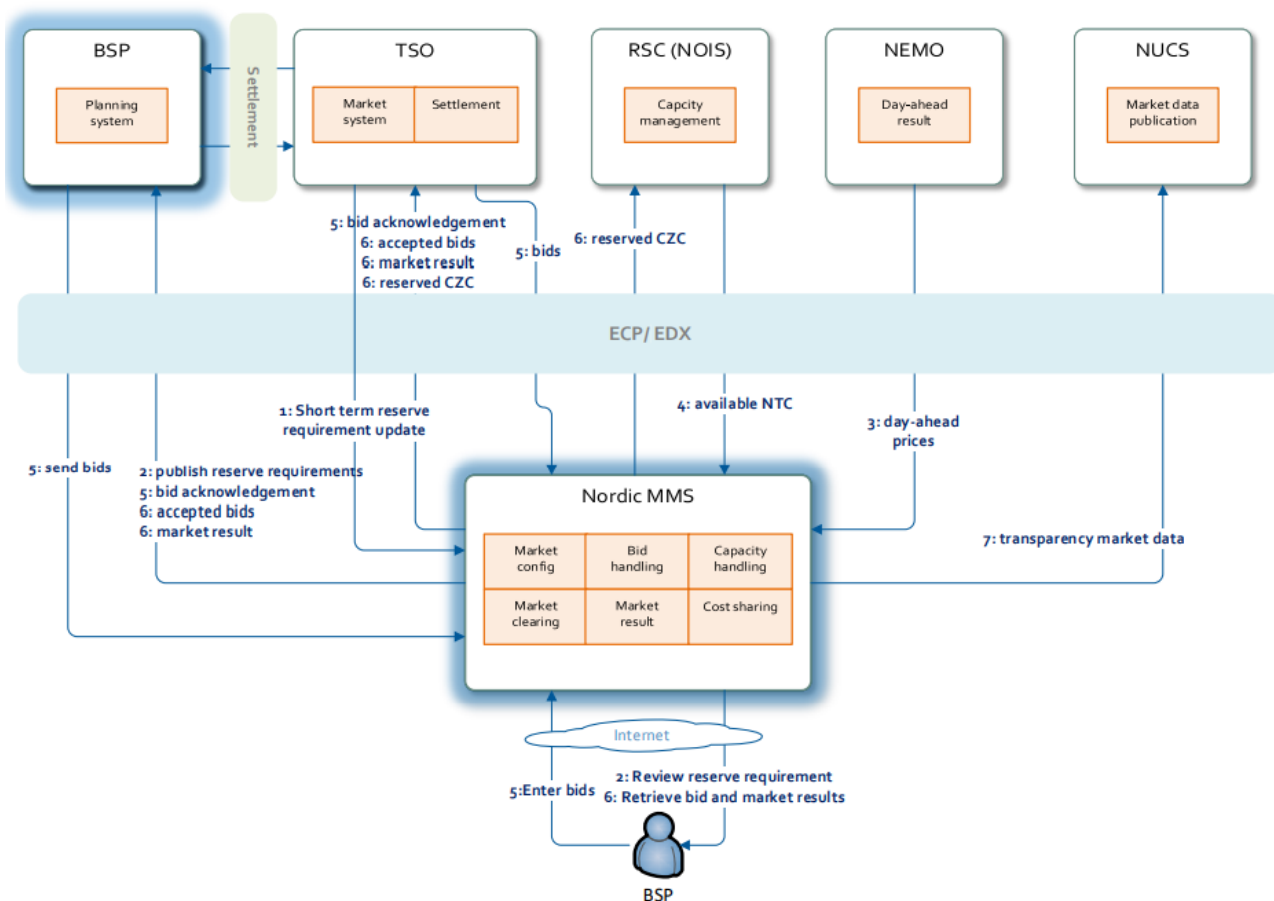 BSP
TSO
RSC (NOIS)
NEMO
NUCS
Planning
system
Settlement
Market
system
Settlement
Capcity
management
Day-ahead
result
Market data
publication
5: bid acknowledgement
6: accepted bids
6: market result
6: reserved CZC
5: bids
6: reserved CZC
ECP/ EDX
1: Short term reserve
requirement update
4: available NTC
3: day-ahead
prices
5: send bids
2: publish reserve requirements
5: bid acknowledgement
6: accepted bids
6: market result
Nordic MMS
Market
config
Bid
handling
Capacity
handling
Market
clearing
Market
result
Cost sharing
7: transparency market data
Internet
5:Enter bids
2: Review reserve requirement
6: Retrieve bid and market results
BSP